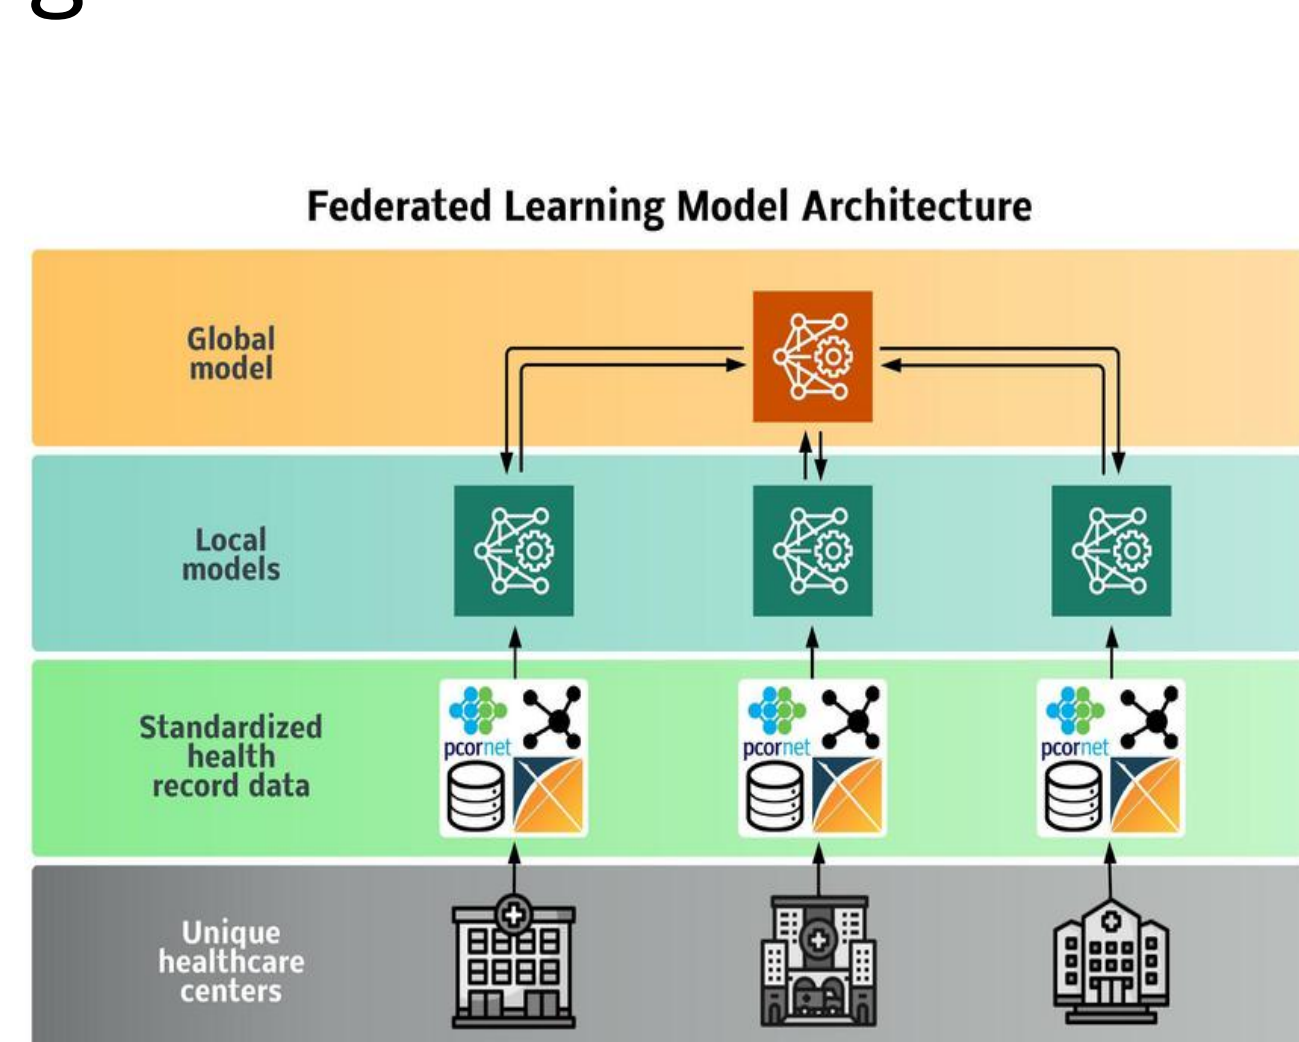 g
Federated Learning Model Architecture
Global
model
Local
models
Standardized
health
record data
pcornet
pcornet
pcornet
Unique
healthcare
centers